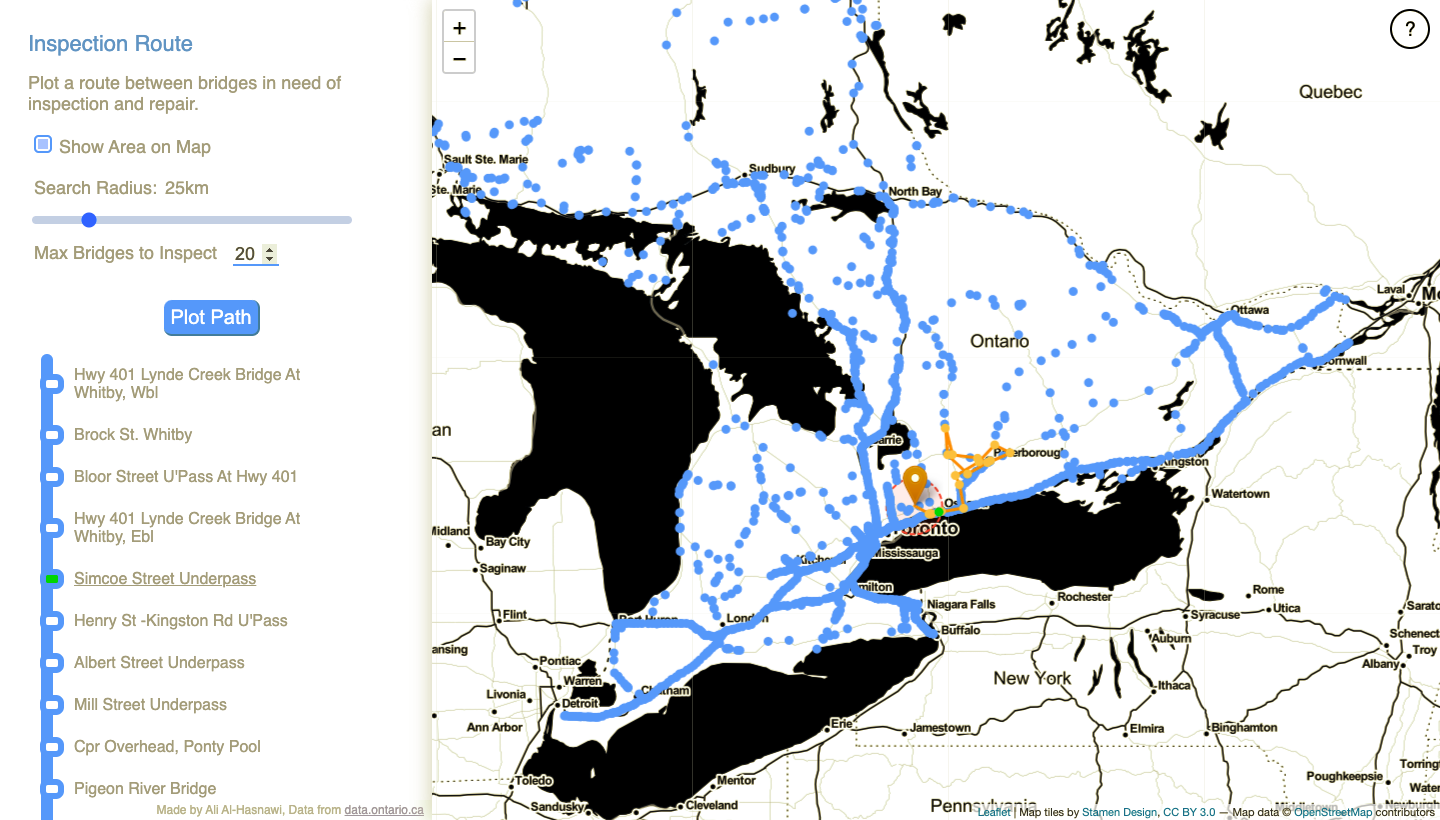 Inspection Route
Plot a route between bridges in need of
inspection and repair.
Show Area on Map
Search Radius: 25km
Max Bridges to Inspect 20
Plot Path
Hwy 401 Lynde Creek Bridge At
Whitby, Wbl
Brock St. Whitby
Bloor Street U'Pass At Hwy 401
Hwy 401 Lynde Creek Bridge At
Whitby, Ebl
Simcoe Street Underpass
Henry St -Kingston Rd U'Pass
Albert Street Underpass
Mill Street Underpass
Cpr Overhead, Ponty Pool
Pigeon River Bridge
Made by Ali Al-Hasnawi, Data from data.ontario.ca
+
−
?
Quebec
Sault Ste. Marie
Ste. Marie
Sudbury
North Bay
Laval
Ottawa
Ontario
Kingston
Watertown
Midland
Bay City
Saginaw
Mississauga
Rochester
Rome
Utica
Syracuse
Niagara Falls
Buffalo
Flint
Port Huron
London
Auburn
Albany
Troy
Pontiac
Warren
New York
Ithaca
Livonia
Detroit
Chatham
Ann Arbor
Erie
Jamestown
Elmira
Binghamton
Toledo
Mentor
Poughkeepsie
Sandusky
Cleveland
Pennsylvania
Middletown
Leaflet | Map tiles by Stamen Design, CC BY 3.0 — Map data © OpenStreetMap contributors